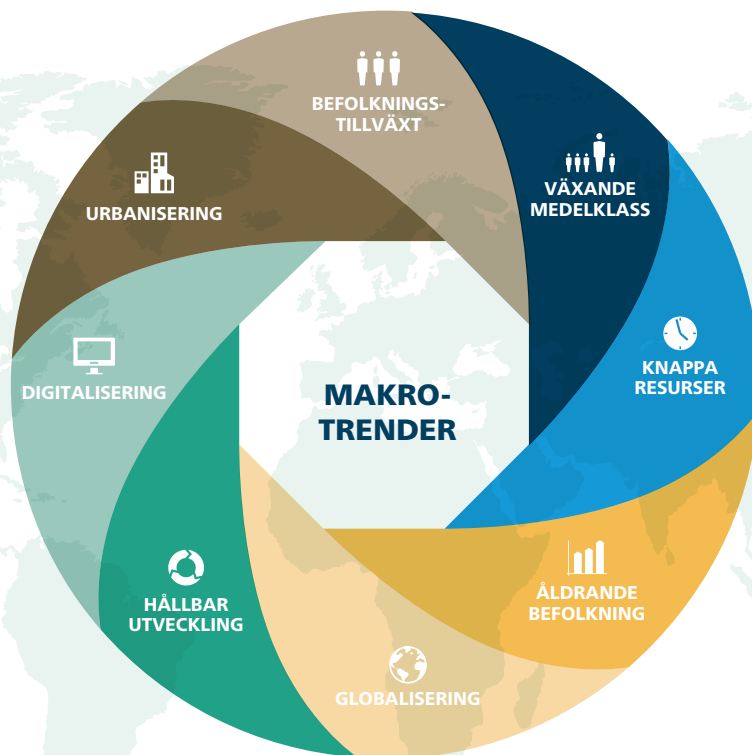 BEFOLKNINGS-
TILLVÄXT
VÄXANDE
MEDELKLASS
KNAPPA
RESURSER
ÅLDRANDE
BEFOLKNING
GLOBALISERING
HÅLLBAR
UTVECKLING
DIGITALISERING
URBANISERING
MAKRO-
TRENDER